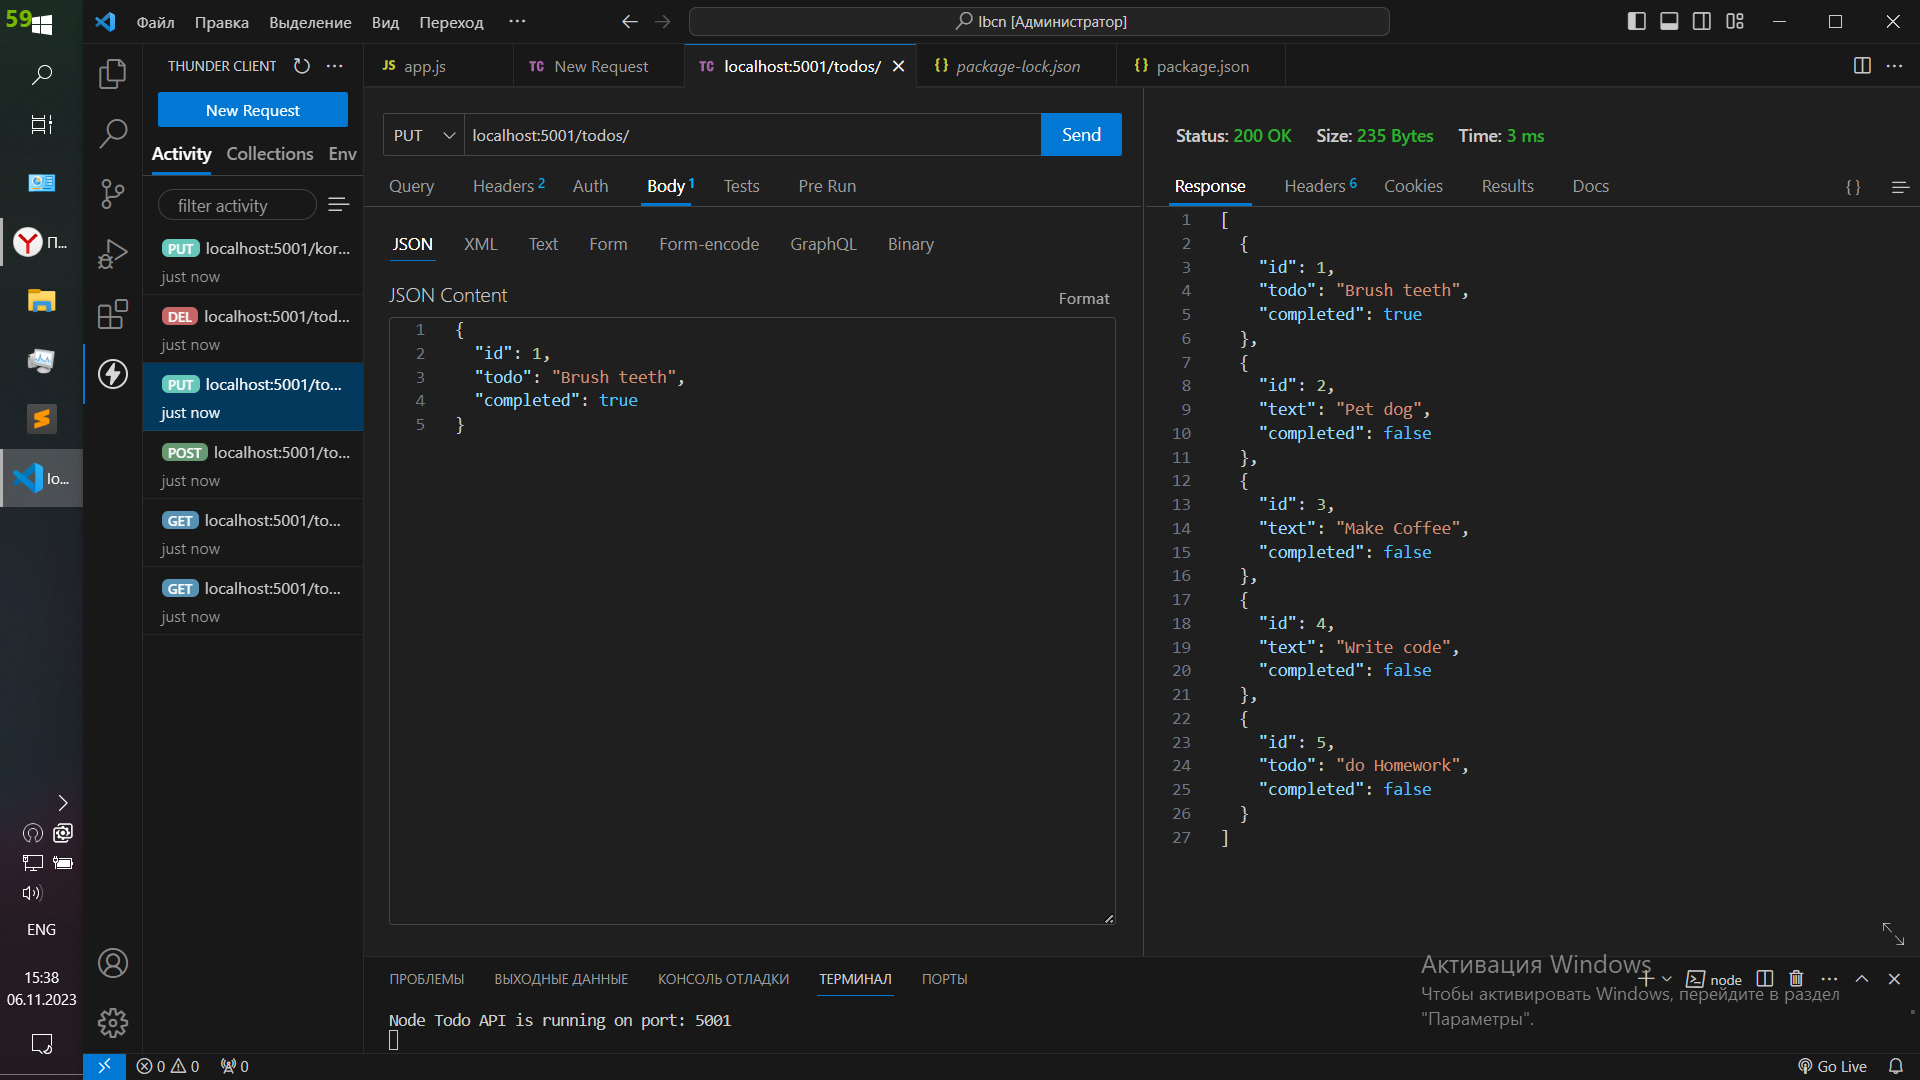 59
Файл Правка Выделение Вид Переход ···
lbcn [Администратор]
THUNDER CLIENT
New Request
Activity Collections Env
filter activity
PUT localhost:5001/kor...
just now
DEL localhost:5001/tod...
just now
PUT localhost:5001/to...
just now
POST localhost:5001/to...
just now
GET localhost:5001/to...
just now
GET localhost:5001/to...
just now
П...
lo...
ENG
15:38
06.11.2023
JS app.js
TC New Request
TC localhost:5001/todos/
{} package-lock.json
{} package.json
PUT localhost:5001/todos/ Send
Query Headers 2 Auth Body 1 Tests Pre Run
JSON XML Text Form Form-encode GraphQL Binary
JSON Content Format
1 {
2 "id": 1,
3 "todo": "Brush teeth",
4 "completed": true
5 }
Status: 200 OK Size: 235 Bytes Time: 3 ms
Response Headers 6 Cookies Results Docs {}
1 [
2 {
3 "id": 1,
4 "todo": "Brush teeth",
5 "completed": true
6 },
7 {
8 "id": 2,
9 "text": "Pet dog",
10 "completed": false
11 },
12 {
13 "id": 3,
14 "text": "Make Coffee",
15 "completed": false
16 },
17 {
18 "id": 4,
19 "text": "Write code",
20 "completed": false
21 },
22 {
23 "id": 5,
24 "todo": "do Homework",
25 "completed": false
26 }
27 ]
ПРОБЛЕМЫ ВЫХОДНЫЕ ДАННЫЕ КОНСОЛЬ ОТЛАДКИ ТЕРМИНАЛ ПОРТЫ
node
Node Todo API is running on port: 5001
Активация Windows
Чтобы активировать Windows, перейдите в раздел
"Параметры".
0 0 0
Go Live